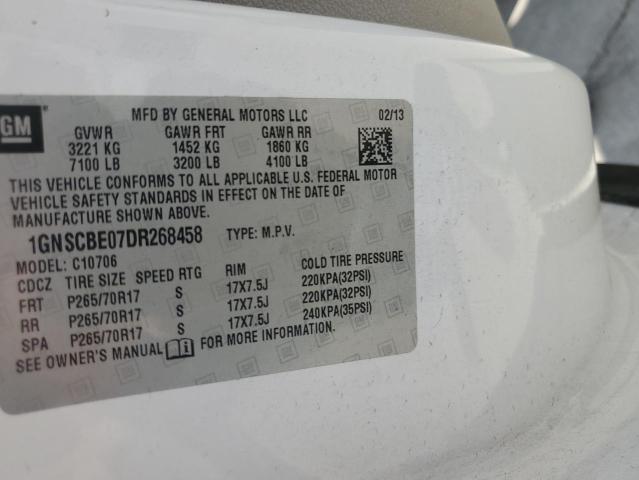 GM
MFD BY GENERAL MOTORS LLC 02/13
GVWR GAWR FRT GAWR RR
3221 KG 1452 KG 1860 KG
7100 LB 3200 LB 4100 LB
THIS VEHICLE CONFORMS TO ALL APPLICABLE U.S. FEDERAL MOTOR
VEHICLE SAFETY STANDARDS IN EFFECT ON THE DATE OF
MANUFACTURE SHOWN ABOVE.
1GNSCBE07DR268458 TYPE: M.P.V.
MODEL: C10706
CDCZ TIRE SIZE SPEED RTG RIM COLD TIRE PRESSURE
FRT P265/70R17 S 17X7.5J 220KPA(32PSI)
RR P265/70R17 S 17X7.5J 220KPA(32PSI)
SPA P265/70R17 S 17X7.5J 240KPA(35PSI)
SEE OWNER'S MANUAL FOR MORE INFORMATION.